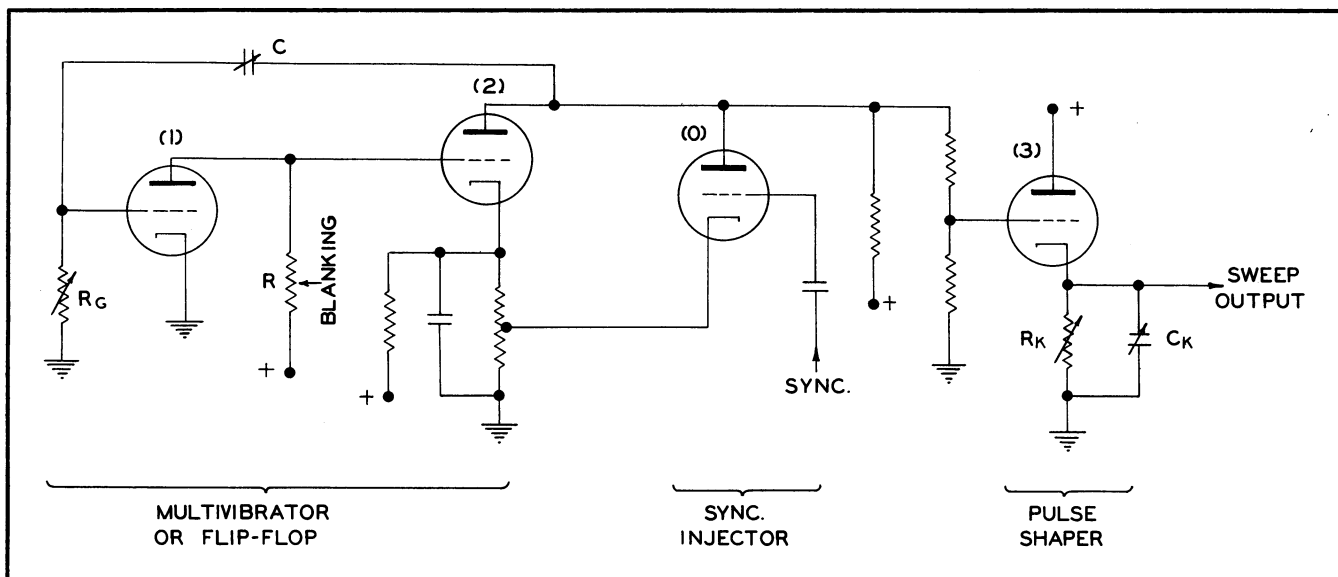 C
(2)
(1)
(0)
(3)
+
R
BLANKING
RG
+
+
SYNC.
+
RK
CK
SWEEP
OUTPUT
MULTIVIBRATOR
OR FLIP-FLOP
SYNC.
INJECTOR
PULSE
SHAPER